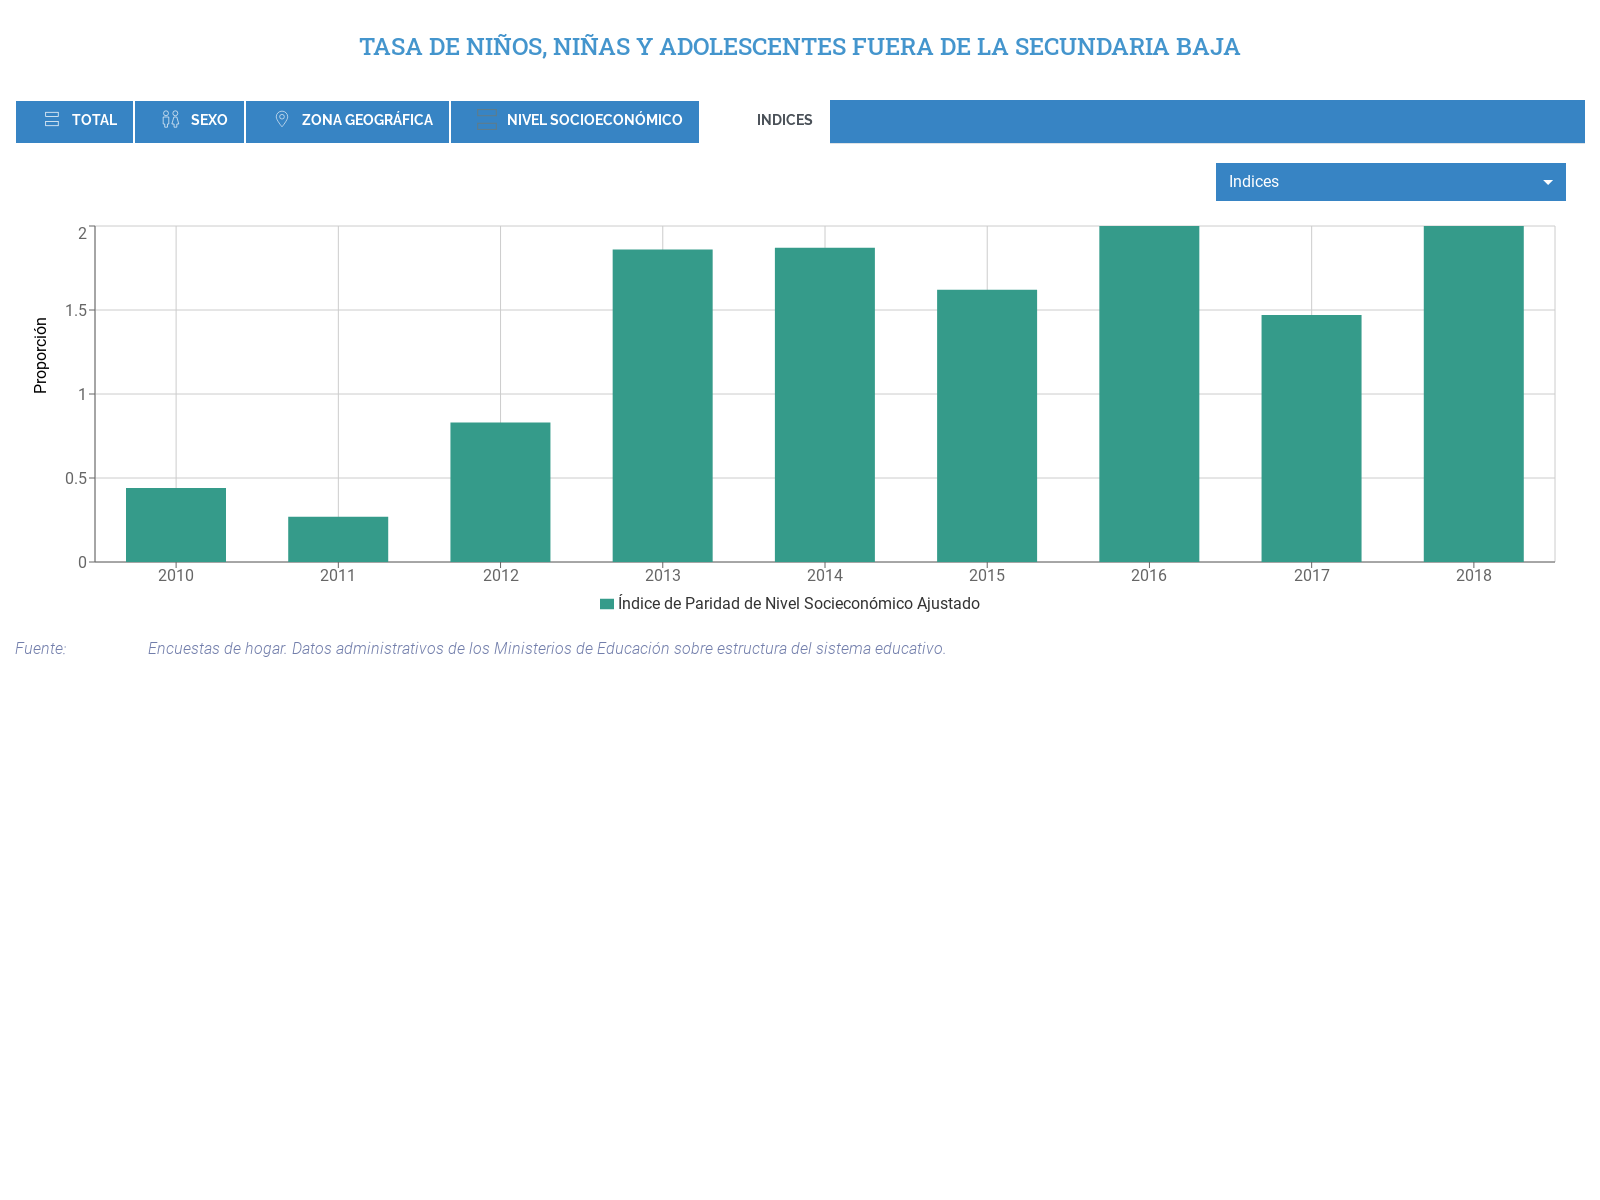 TASA DE NIÑOS, NIÑAS Y ADOLESCENTES FUERA DE LA SECUNDARIA BAJA
TOTAL SEXO ZONA GEOGRÁFICA NIVEL SOCIOECONÓMICO INDICES
Indices
2
1.5
1
0.5
0
Proporción
2010 2011 2012 2013 2014 2015 2016 2017 2018
Índice de Paridad de Nivel Socieconómico Ajustado
Fuente: Encuestas de hogar. Datos administrativos de los Ministerios de Educación sobre estructura del sistema educativo.